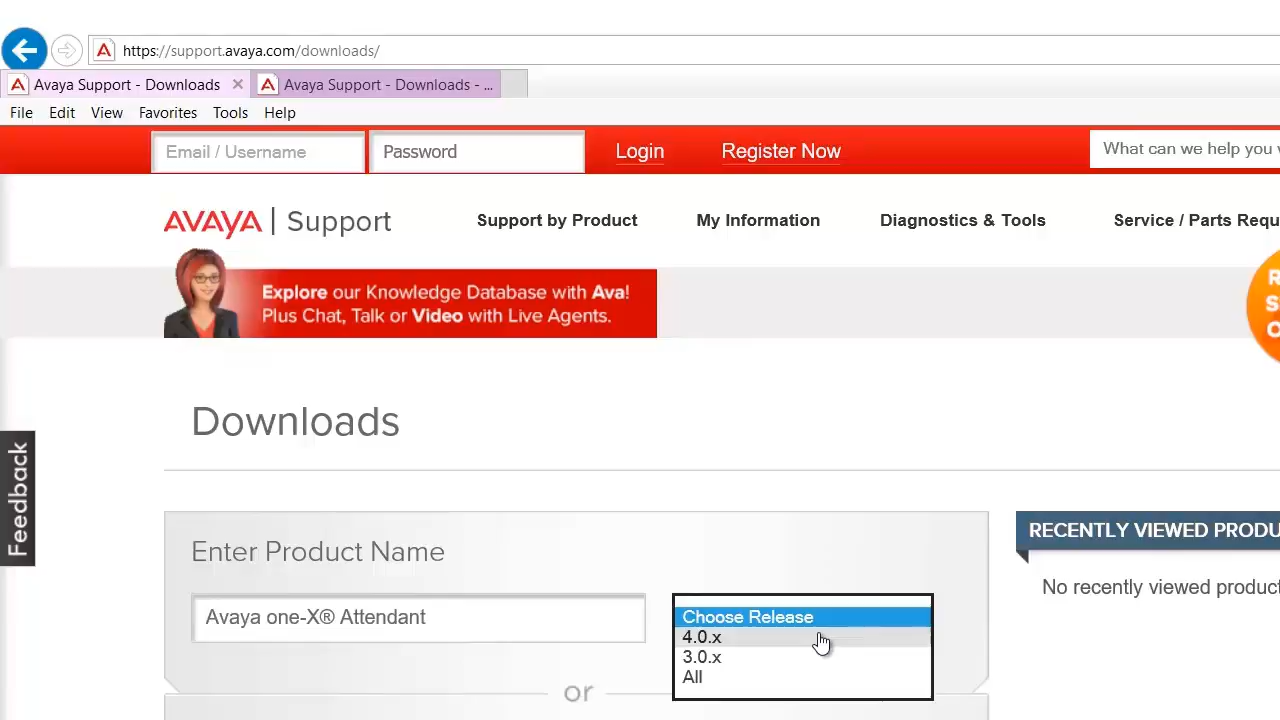 https://support.avaya.com/downloads/
Avaya Support - Downloads
Avaya Support - Downloads - ...
File Edit View Favorites Tools Help
Email / Username
Password
Login
Register Now
What can we help you
AVAYA | Support
Support by Product
My Information
Diagnostics & Tools
Service / Parts Requ
Explore our Knowledge Database with Ava!
Plus Chat, Talk or Video with Live Agents.
R
S
O
Downloads
Feedback
Enter Product Name
Avaya one-X® Attendant
Choose Release
4.0.x
3.0.x
All
or
RECENTLY VIEWED PRODU
No recently viewed product